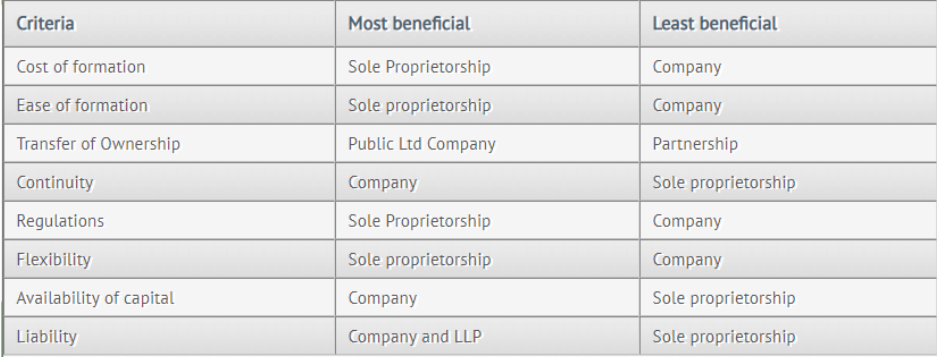 Criteria Most beneficial Least beneficial
Cost of formation Sole Proprietorship Company
Ease of formation Sole proprietorship Company
Transfer of Ownership Public Ltd Company Partnership
Continuity Company Sole proprietorship
Regulations Sole Proprietorship Company
Flexibility Sole proprietorship Company
Availability of capital Company Sole proprietorship
Liability Company and LLP Sole proprietorship